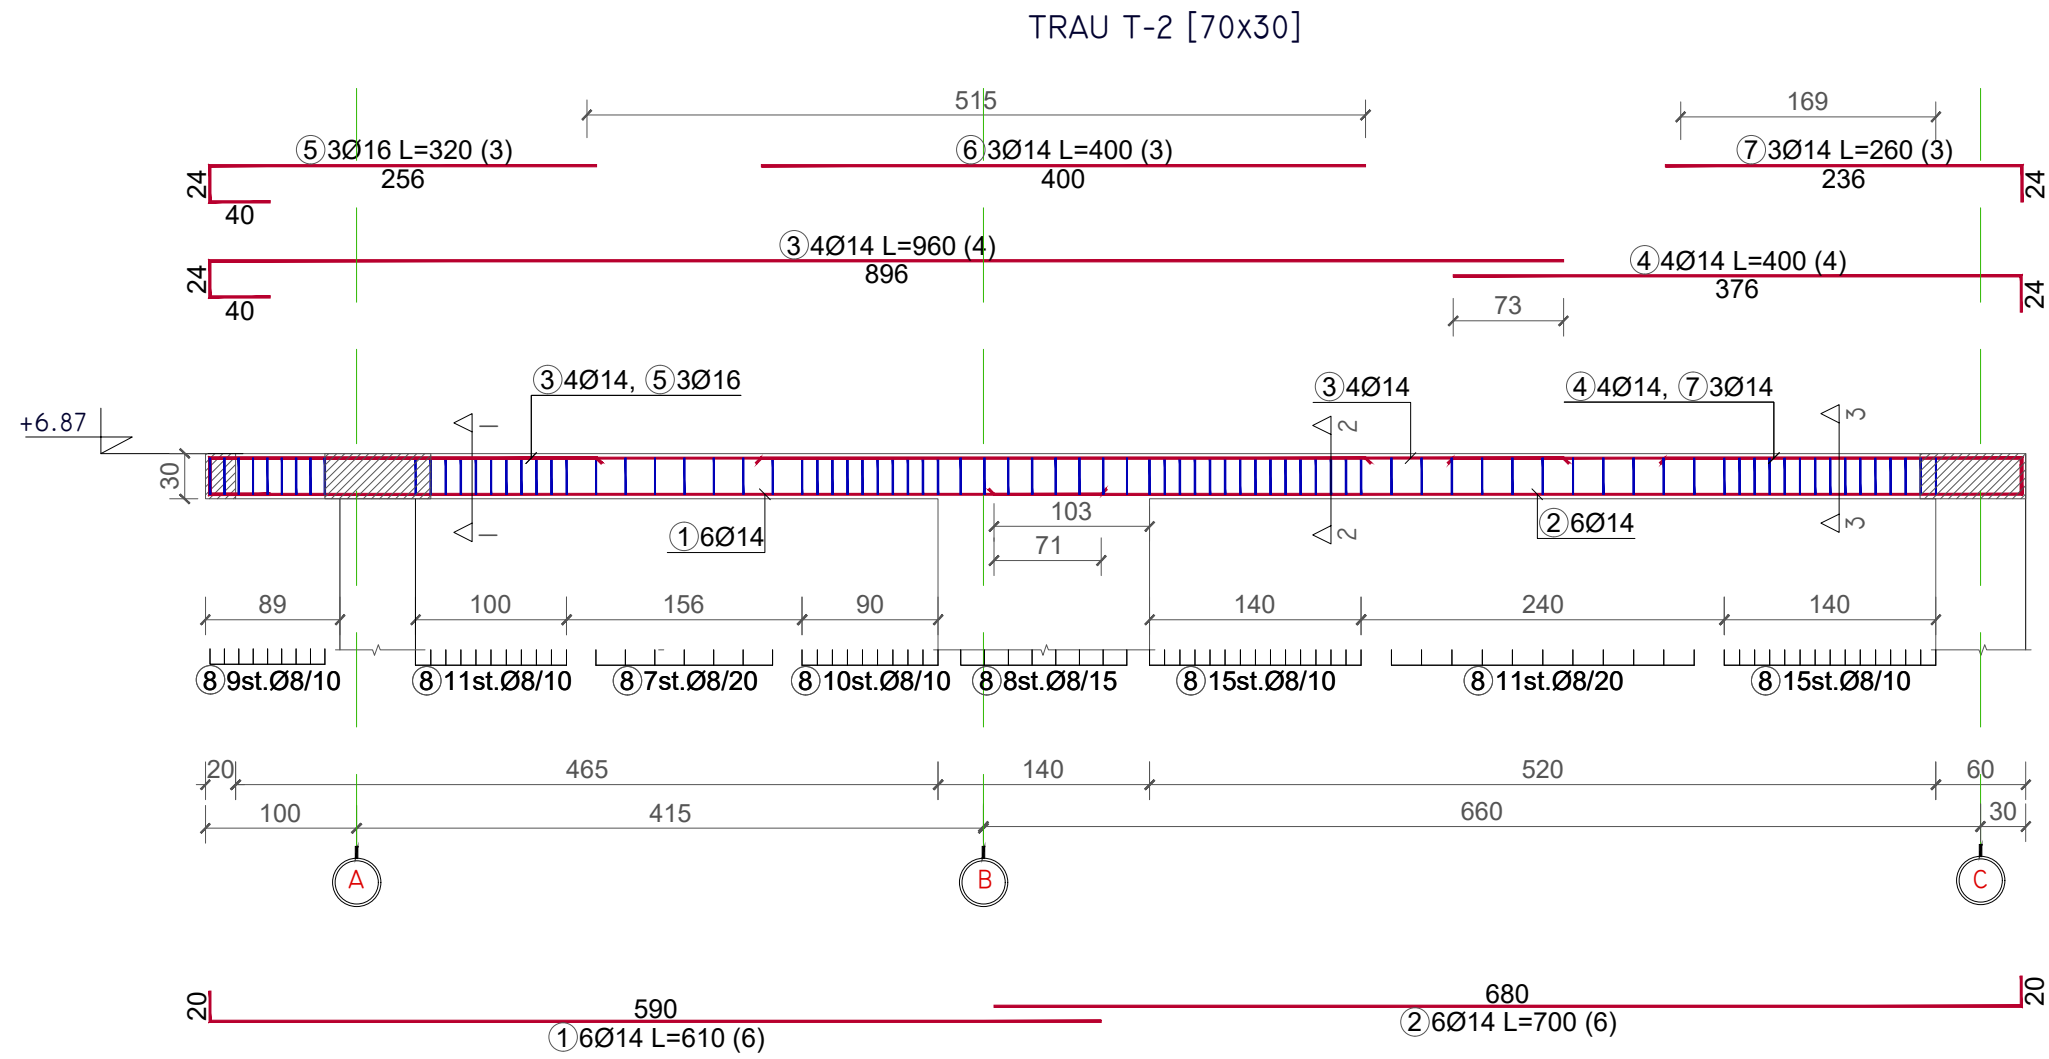 TRAU T-2 [70x30]
515
169
⑤3Ø16 L=320 (3)
⑥3Ø14 L=400 (3)
⑦3Ø14 L=260 (3)
24
256
400
236
24
40
③4Ø14 L=960 (4)
④4Ø14 L=400 (4)
24
896
376
24
40
73
③4Ø14, ⑤3Ø16
③4Ø14
④4Ø14, ⑦3Ø14
+6.87
1
2
3
30
103
①6Ø14
②6Ø14
1
2
3
71
89
100
156
90
140
240
140
⑧9st.Ø8/10
⑧11st.Ø8/10
⑧7st.Ø8/20
⑧10st.Ø8/10
⑧8st.Ø8/15
⑧15st.Ø8/10
⑧11st.Ø8/20
⑧15st.Ø8/10
20
465
140
520
60
100
415
660
30
A
B
C
20
590
680
20
①6Ø14 L=610 (6)
②6Ø14 L=700 (6)